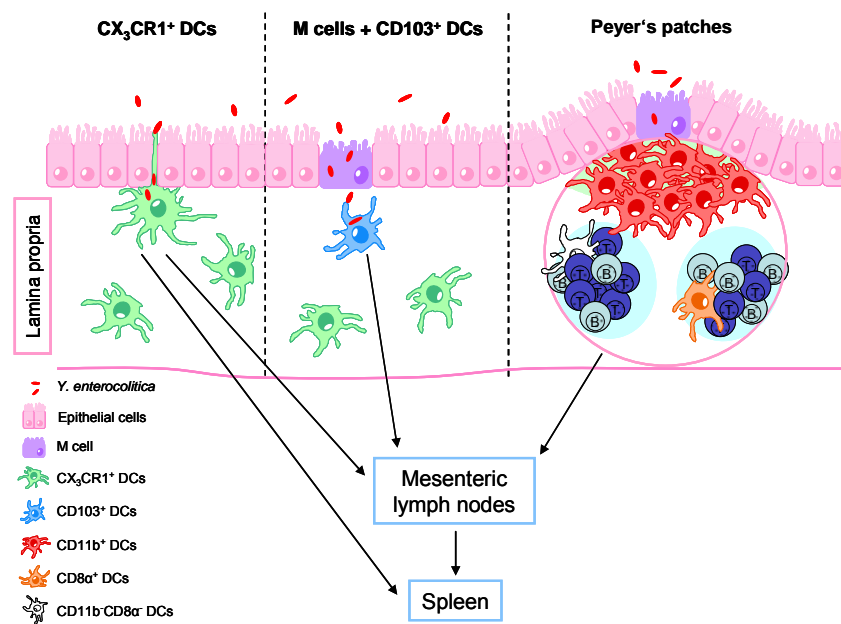 CX₃CR1⁺ DCs
M cells + CD103⁺ DCs
Peyer‘s patches
Lamina propria
T
B
T
B
T
T
T
B
B
T
B
B
T
T
B
T
Y. enterocolitica
Epithelial cells
M cell
CX₃CR1⁺ DCs
CD103⁺ DCs
CD11b⁺ DCs
CD8α⁺ DCs
CD11b⁻CD8α⁻ DCs
Mesenteric
lymph nodes
Spleen